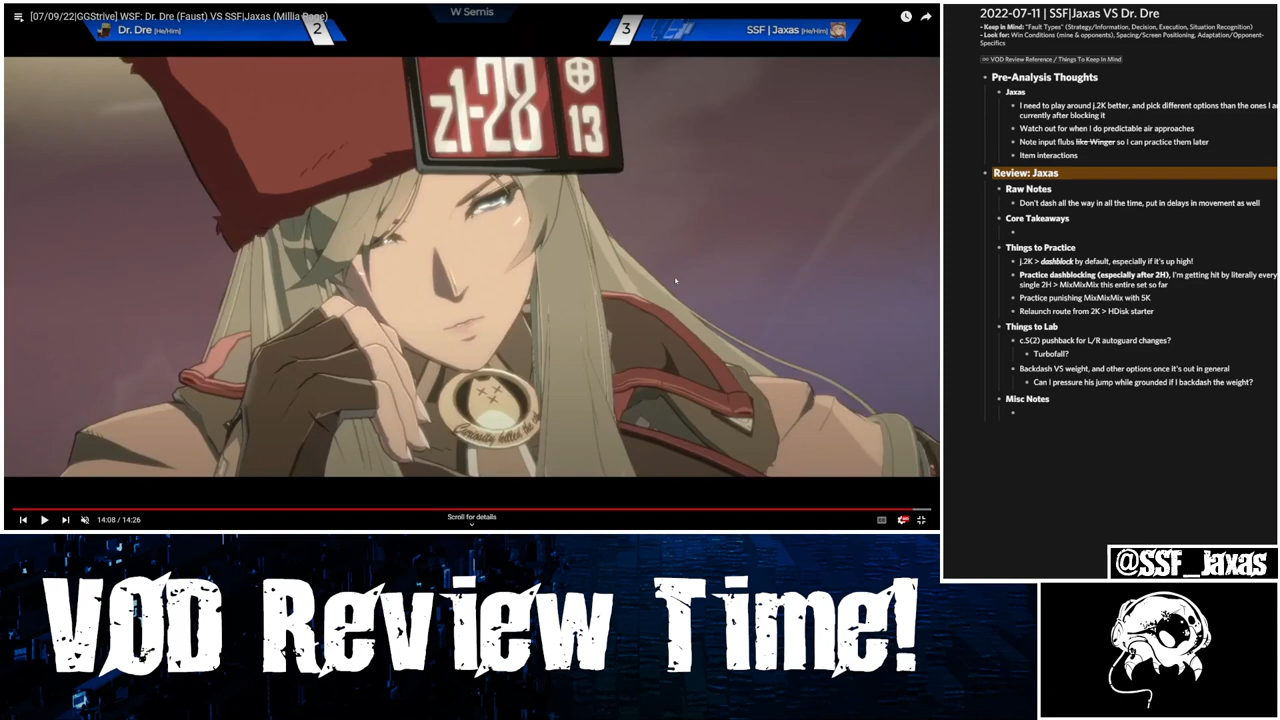 [07/09/22|GGStrive] WSF: Dr. Dre (Faust) VS SSF|Jaxas (Millia Rage)
W Semis
Dr. Dre [He/Him]
2
3
SSF | Jaxas [He/Him]
z1-28
13
Curiosity killed the
14:08 / 14:26
Scroll for details
2022-07-11 | SSF|Jaxas VS Dr. Dre
- Keep in Mind: "Fault Types" (Strategy/Information, Decision, Execution, Situation Recognition)
- Look for: Win Conditions (mine & opponents), Spacing/Screen Positioning, Adaptation/Opponent-
Specifics
VOD Review Reference / Things To Keep In Mind
Pre-Analysis Thoughts
Jaxas
I need to play around j.2K better, and pick different options than the ones I a
currently after blocking it
Watch out for when I do predictable air approaches
Note input flubs like Winger so I can practice them later
Item interactions
Review: Jaxas
Raw Notes
Don't dash all the way in all the time, put in delays in movement as well
Core Takeaways
Things to Practice
j.2K > dashblock by default, especially if it's up high!
Practice dashblocking (especially after 2H), I'm getting hit by literally every
single 2H > MixMixMix this entire set so far
Practice punishing MixMixMix with 5K
Relaunch route from 2K > HDisk starter
Things to Lab
c.S(2) pushback for L/R autoguard changes?
Turbofall?
Backdash VS weight, and other options once it's out in general
Can I pressure his jump while grounded if I backdash the weight?
Misc Notes
@SSF_Jaxas
VOD Review Time!